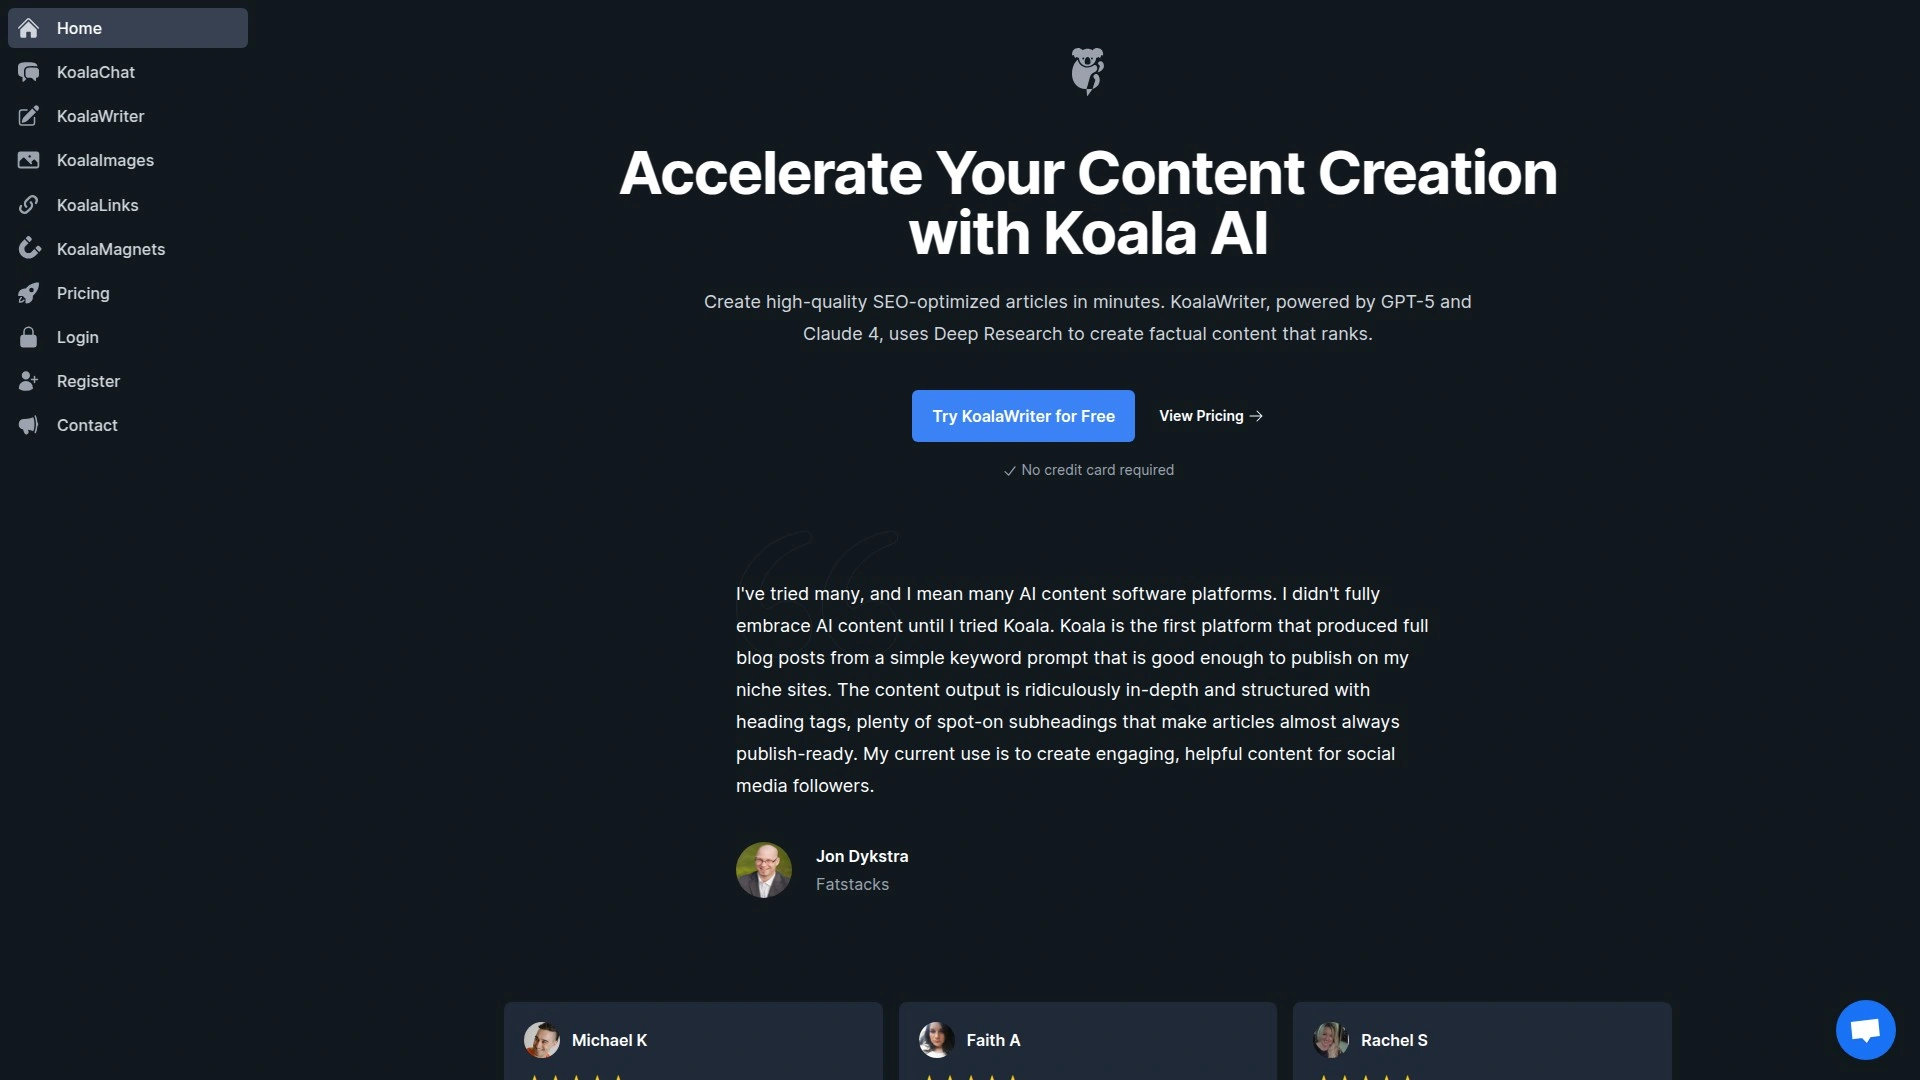 Home
KoalaChat
KoalaWriter
KoalaImages
KoalaLinks
KoalaMagnets
Pricing
Login
Register
Contact
Accelerate Your Content Creation
with Koala AI
Create high-quality SEO-optimized articles in minutes. KoalaWriter, powered by GPT-5 and
Claude 4, uses Deep Research to create factual content that ranks.
Try KoalaWriter for Free
View Pricing →
✓ No credit card required
I've tried many, and I mean many AI content software platforms. I didn't fully
embrace AI content until I tried Koala. Koala is the first platform that produced full
blog posts from a simple keyword prompt that is good enough to publish on my
niche sites. The content output is ridiculously in-depth and structured with
heading tags, plenty of spot-on subheadings that make articles almost always
publish-ready. My current use is to create engaging, helpful content for social
media followers.
Jon Dykstra
Fatstacks
Michael K
Faith A
Rachel S